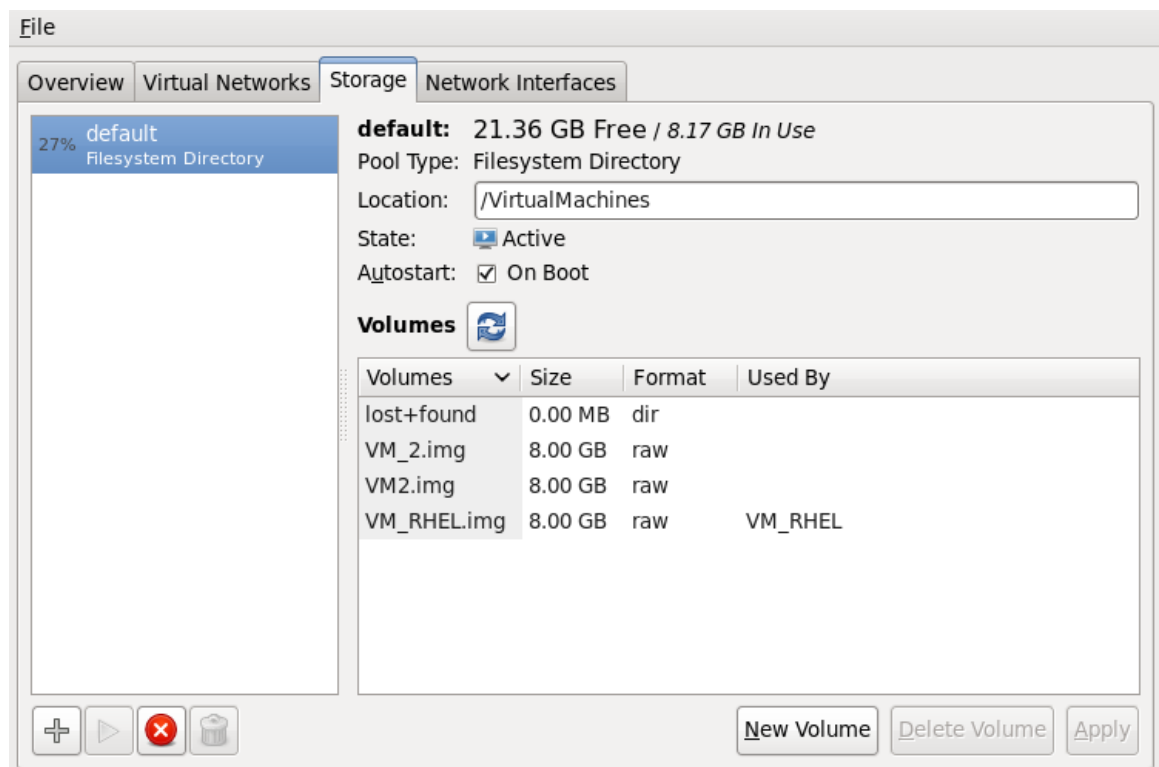 File
Overview Virtual Networks Storage Network Interfaces
27% default
Filesystem Directory
default: 21.36 GB Free / 8.17 GB In Use
Pool Type: Filesystem Directory
Location: /VirtualMachines
State: Active
Autostart: On Boot
Volumes
Volumes Size Format Used By
lost+found 0.00 MB dir
VM_2.img 8.00 GB raw
VM2.img 8.00 GB raw
VM_RHEL.img 8.00 GB raw VM_RHEL
New Volume Delete Volume Apply